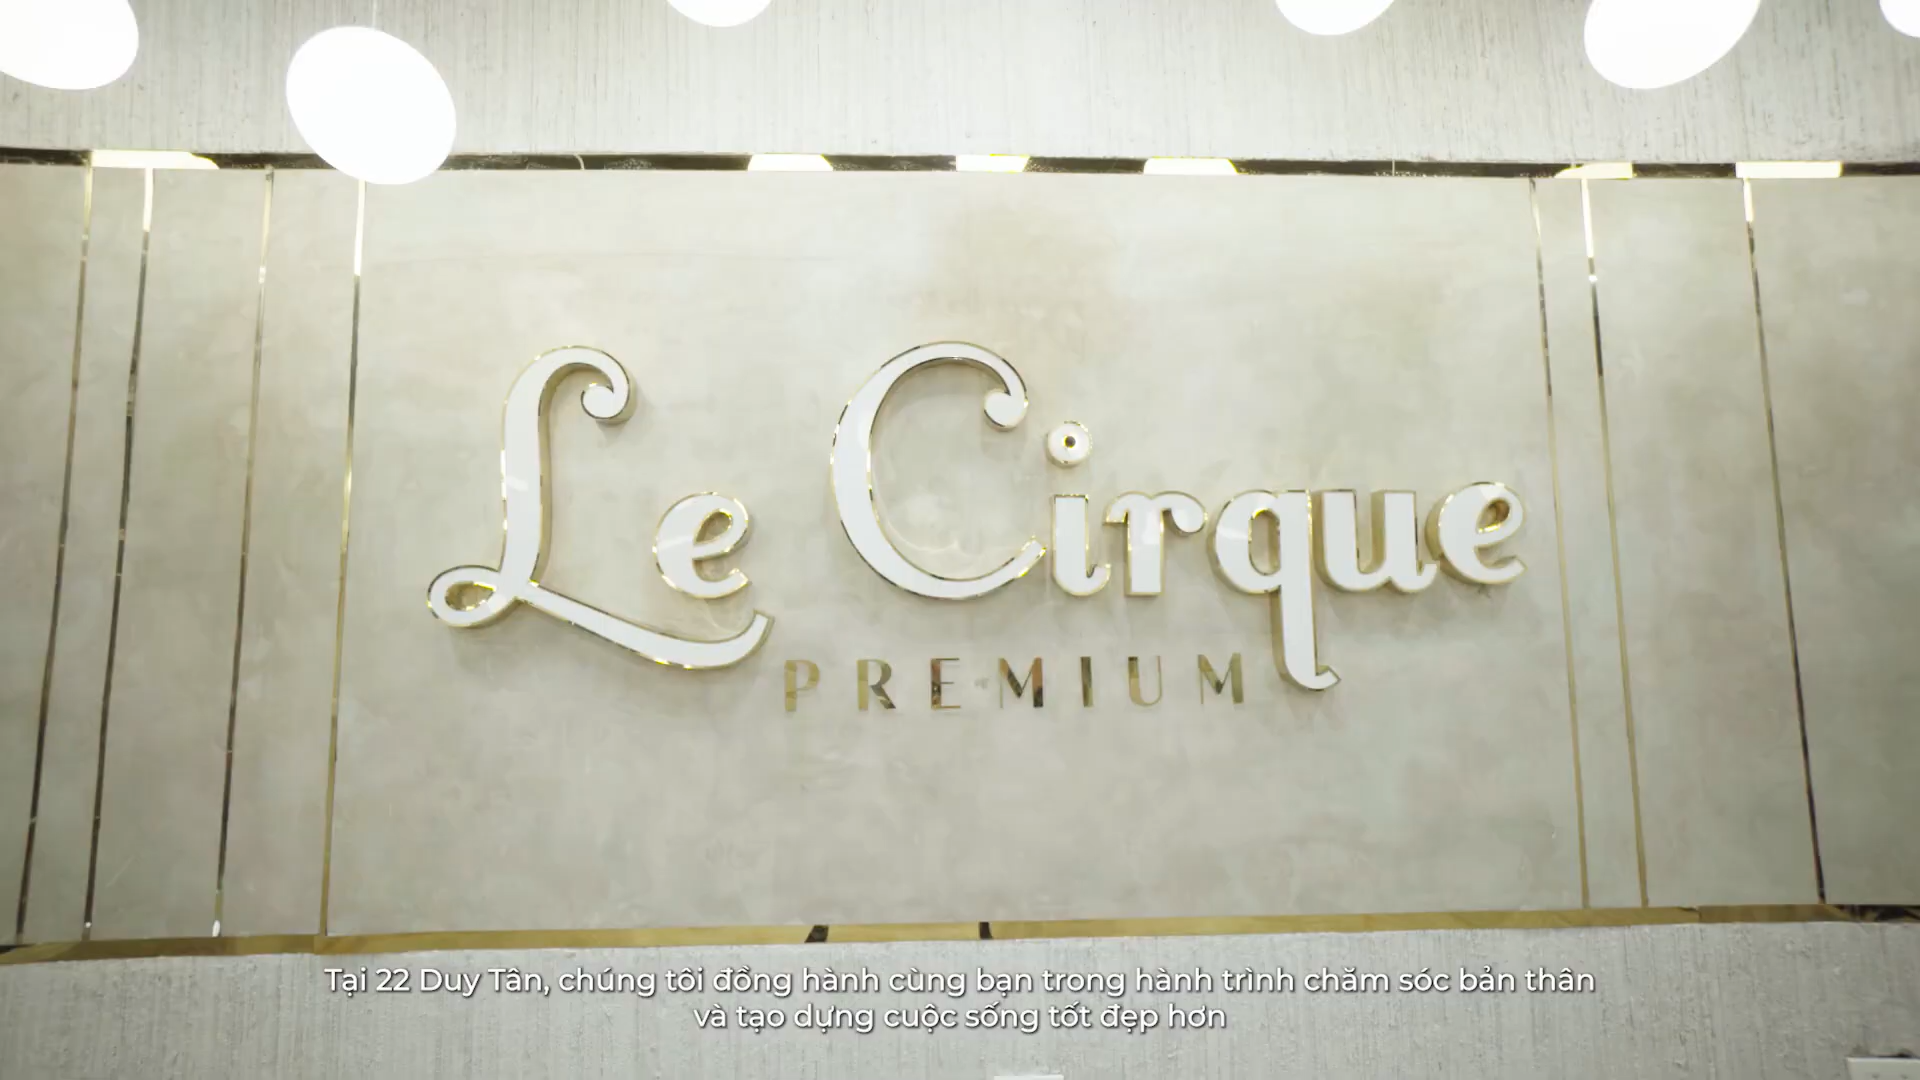 Le Cirque
PREMIUM
Tại 22 Duy Tân, chúng tôi đồng hành cùng bạn trong hành trình chăm sóc bản thân
và tạo dựng cuộc sống tốt đẹp hơn